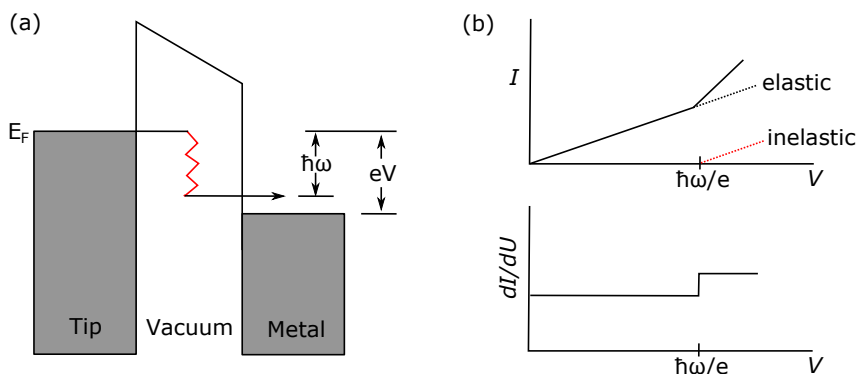 (a)
E_F
ħω
eV
Tip
Vacuum
Metal
(b)
I
elastic
inelastic
ħω/e
V
dI/dU
ħω/e
V